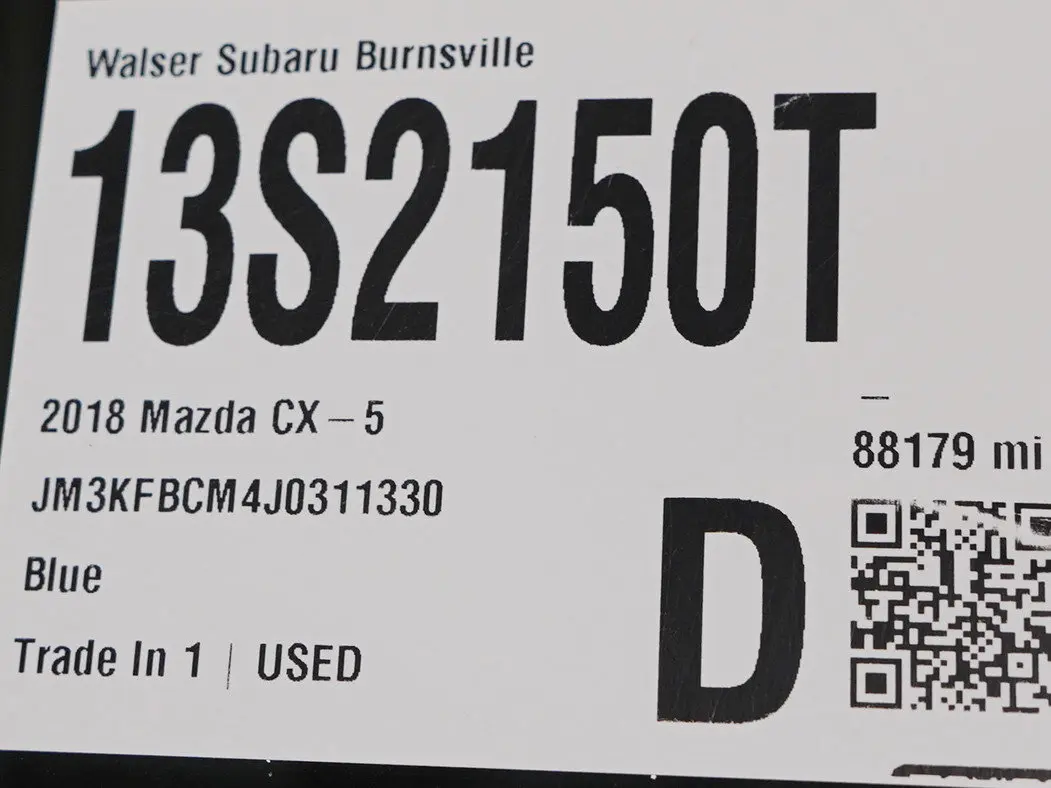 Walser Subaru Burnsville
13S2150T
2018 Mazda CX-5
–
88179 mi
JM3KFBCM4J0311330
Blue
D
Trade In 1 | USED